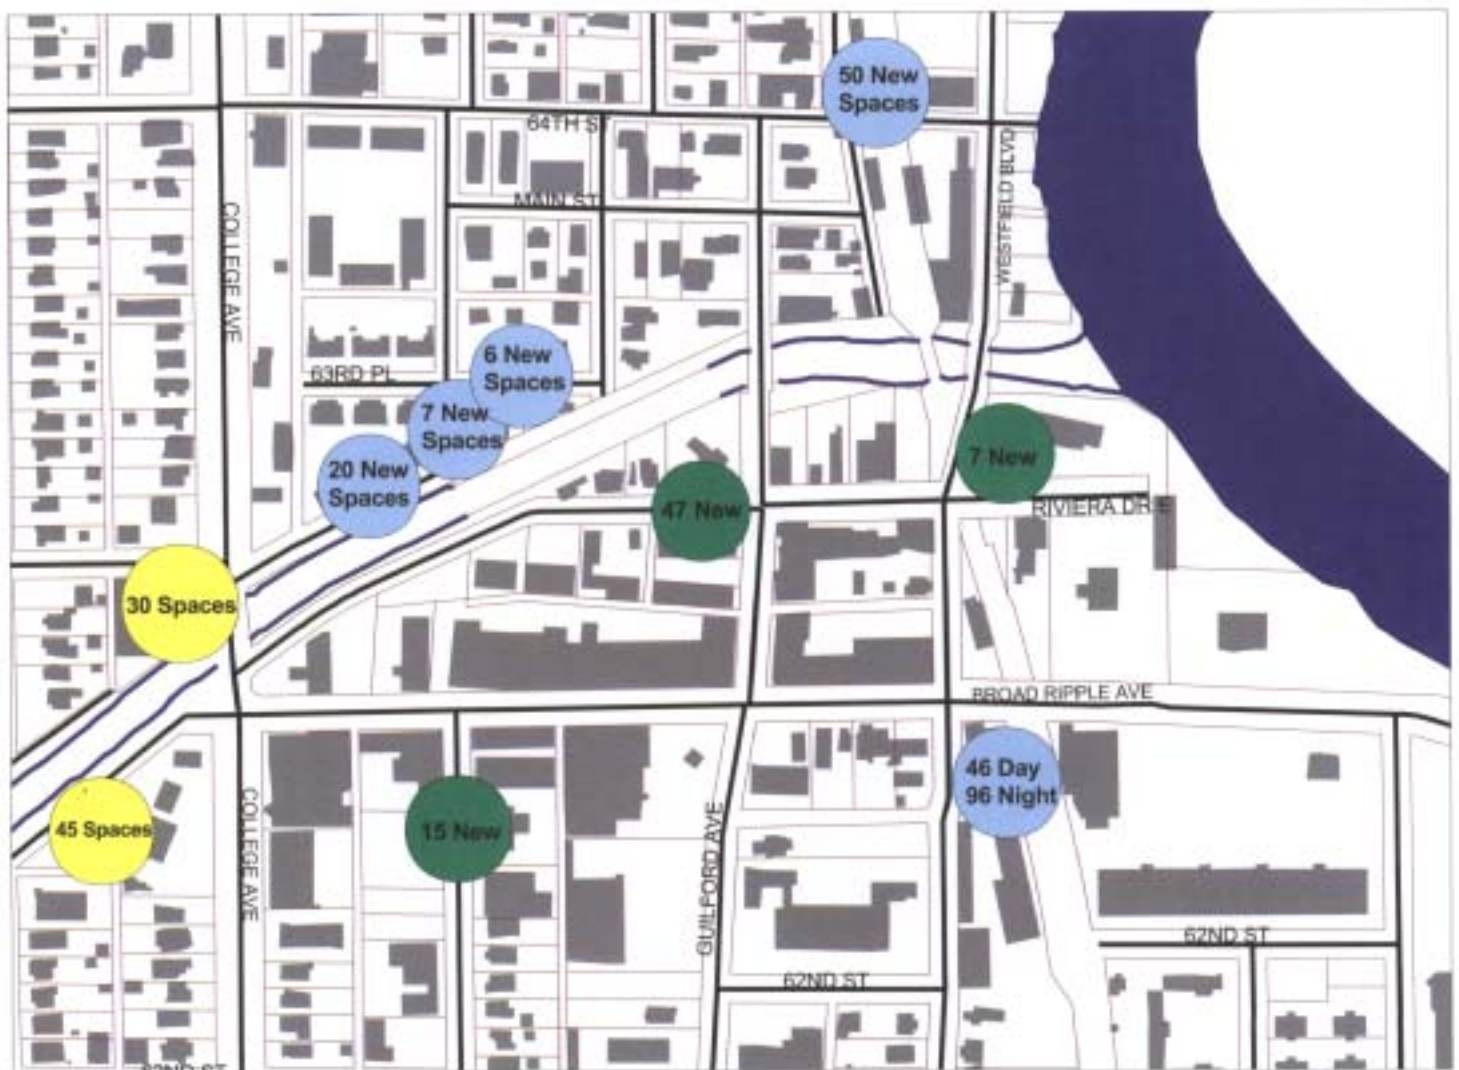 50 New
Spaces
64TH ST
WESTFIELD BLVD
MAIN ST
COLLEGE AVE
6 New
Spaces
63RD PL
7 New
Spaces
7 New
20 New
Spaces
47 New
RIVIERA DR E
30 Spaces
BROAD RIPPLE AVE
46 Day
96 Night
45 Spaces
15 New
COLLEGE AVE
GUILFORD AVE
62ND ST
62ND ST
62ND ST